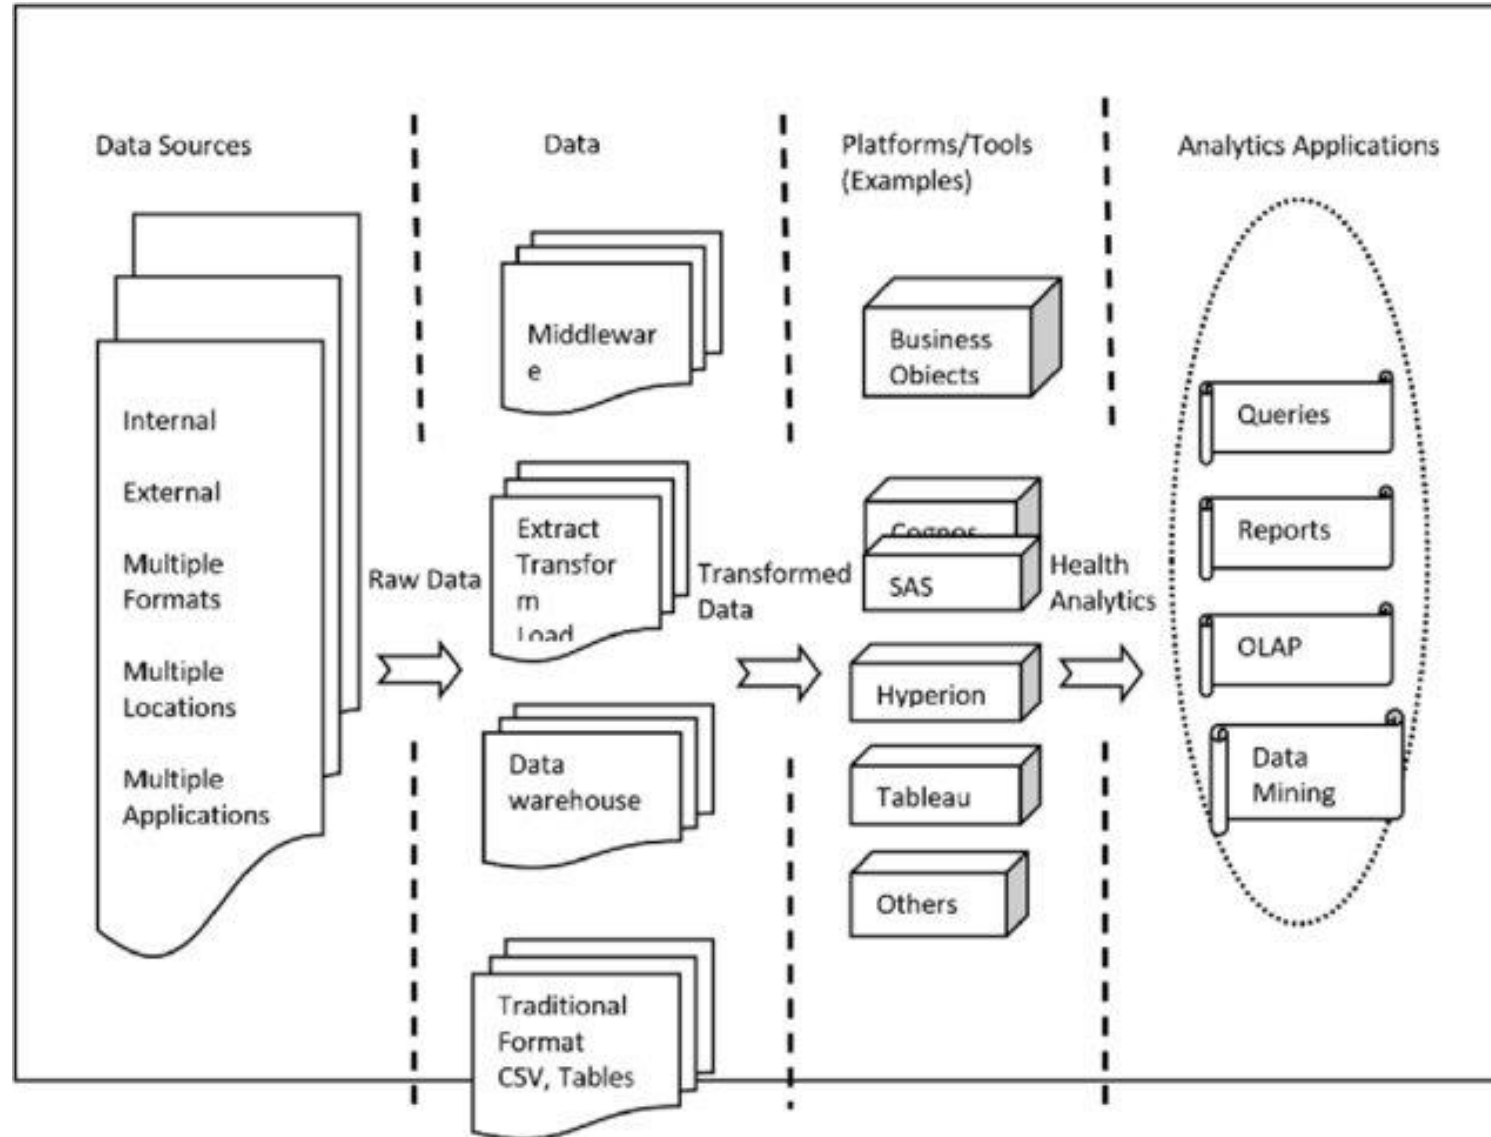 Data Sources
Data
Platforms/Tools
(Examples)
Analytics Applications
Internal
External
Multiple
Formats
Multiple
Locations
Multiple
Applications
Raw Data
Middlewar
e
Extract
Transfor
m
Load
Data
warehouse
Traditional
Format
CSV, Tables
Transformed
Data
Business
Objects
Cognos
SAS
Hyperion
Tableau
Others
Health
Analytics
Queries
Reports
OLAP
Data
Mining